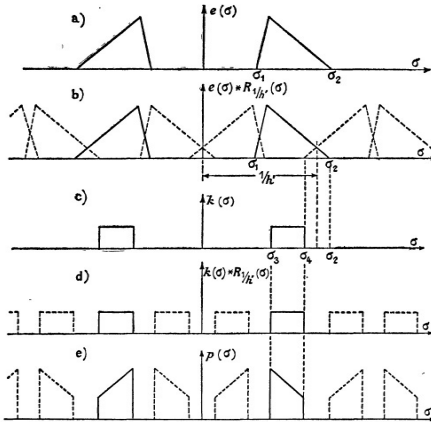 a)
e(σ)
σ₁ σ₂ σ
b)
e(σ)*R₁/ₕ′(σ)
σ₁ σ₂ σ
1/h′
c)
k(σ)
σ₃ σ₄ σ₂ σ
d)
k(σ)*R₁/ₕ′(σ)
σ
e)
p(σ)
σ